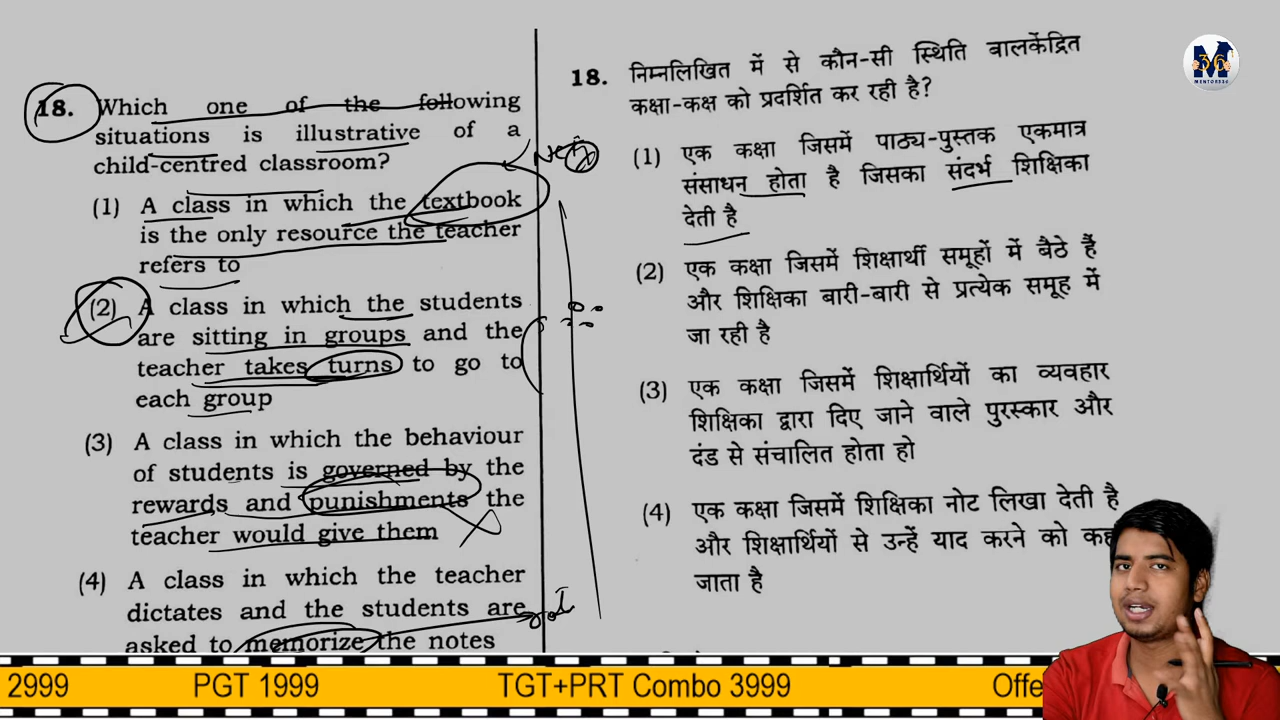 18. Which one of the following
situations is illustrative of a
child-centred classroom?
(1) A class in which the textbook
is the only resource the teacher
refers to
(2) A class in which the students
are sitting in groups and the
teacher takes turns to go to
each group
(3) A class in which the behaviour
of students is governed by the
rewards and punishments the
teacher would give them
(4) A class in which the teacher
dictates and the students are
asked to memorize the notes
18. निम्नलिखित में से कौन-सी स्थिति बालकेंद्रित
कक्षा-कक्ष को प्रदर्शित कर रही है?
(1) एक कक्षा जिसमें पाठ्य-पुस्तक एकमात्र
संसाधन होता है जिसका संदर्भ शिक्षिका
देती है
(2) एक कक्षा जिसमें शिक्षार्थी समूहों में बैठे हैं
और शिक्षिका बारी-बारी से प्रत्येक समूह में
जा रही है
(3) एक कक्षा जिसमें शिक्षार्थियों का व्यवहार
शिक्षिका द्वारा दिए जाने वाले पुरस्कार और
दंड से संचालित होता हो
(4) एक कक्षा जिसमें शिक्षिका नोट लिखा देती है
और शिक्षार्थियों से उन्हें याद करने को कहा
जाता है
M
36
MENTORS36
2999 PGT 1999 TGT+PRT Combo 3999 Offe